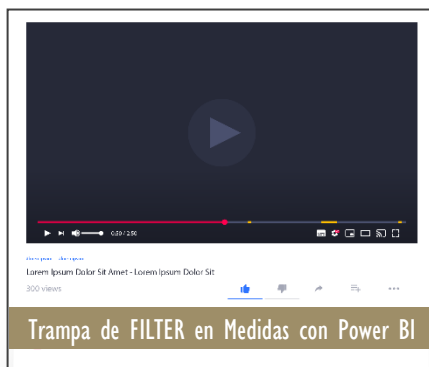 0:30 / 2:50
Lorem Ipsum Dolor Sit Amet - Lorem Ipsum Dolor Sit
300 views
Trampa de FILTER en Medidas con Power BI